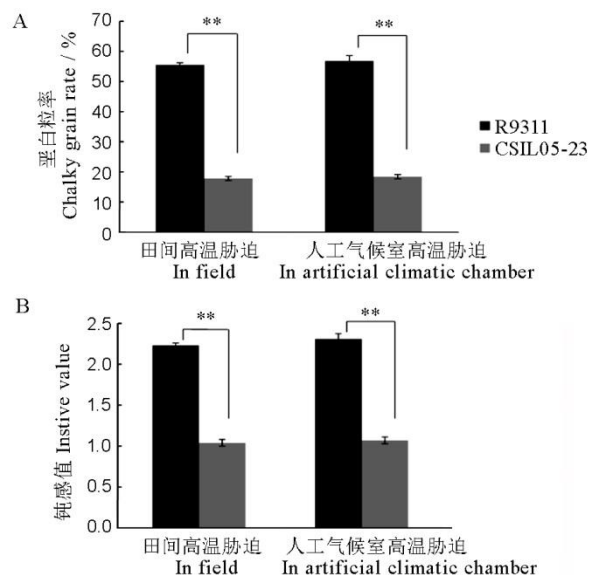 A
垩白粒率
Chalky grain rate / %
70
60
50
40
30
20
10
0
**
**
R9311
CSIL05-23
田间高温胁迫
In field
人工气候室高温胁迫
In artificial climatic chamber
B
钝感值 Instive value
2.5
2.0
1.5
1.0
0.5
0.0
**
**
田间高温胁迫
In field
人工气候室高温胁迫
In artificial climatic chamber